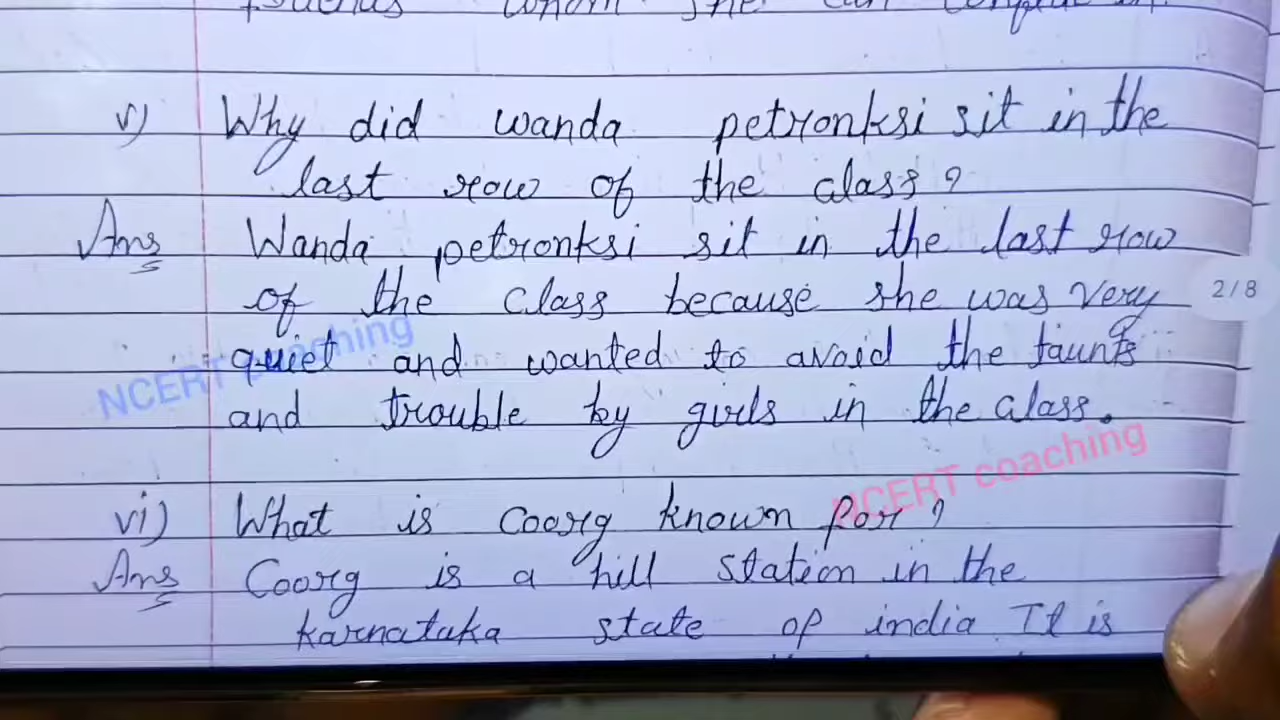 whom she can
v) Why did wanda petronksi sit in the
last row of the class?
Ans Wanda petronksi sit in the last row
of the class because she was very
quiet and wanted to avoid the taunts
and trouble by girls in the class.
vi) What is Coorg known for?
Ans Coorg is a hill station in the
karnataka state of india It is
2/8
NCERT coaching
NCERT coaching